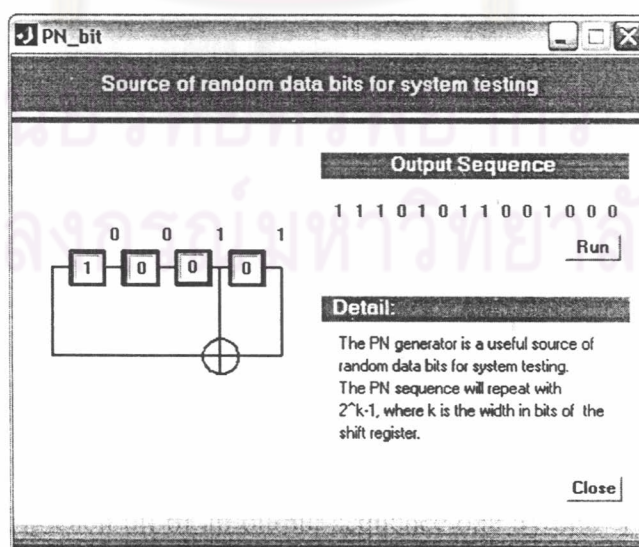 PN_bit
Source of random data bits for system testing
Output Sequence
1 1 1 0 1 0 1 1 0 0 1 0 0 0
0 0 1 1
Run
1 0 0 0
Detail:
The PN generator is a useful source of
random data bits for system testing.
The PN sequence will repeat with
2^k-1, where k is the width in bits of the
shift register.
Close